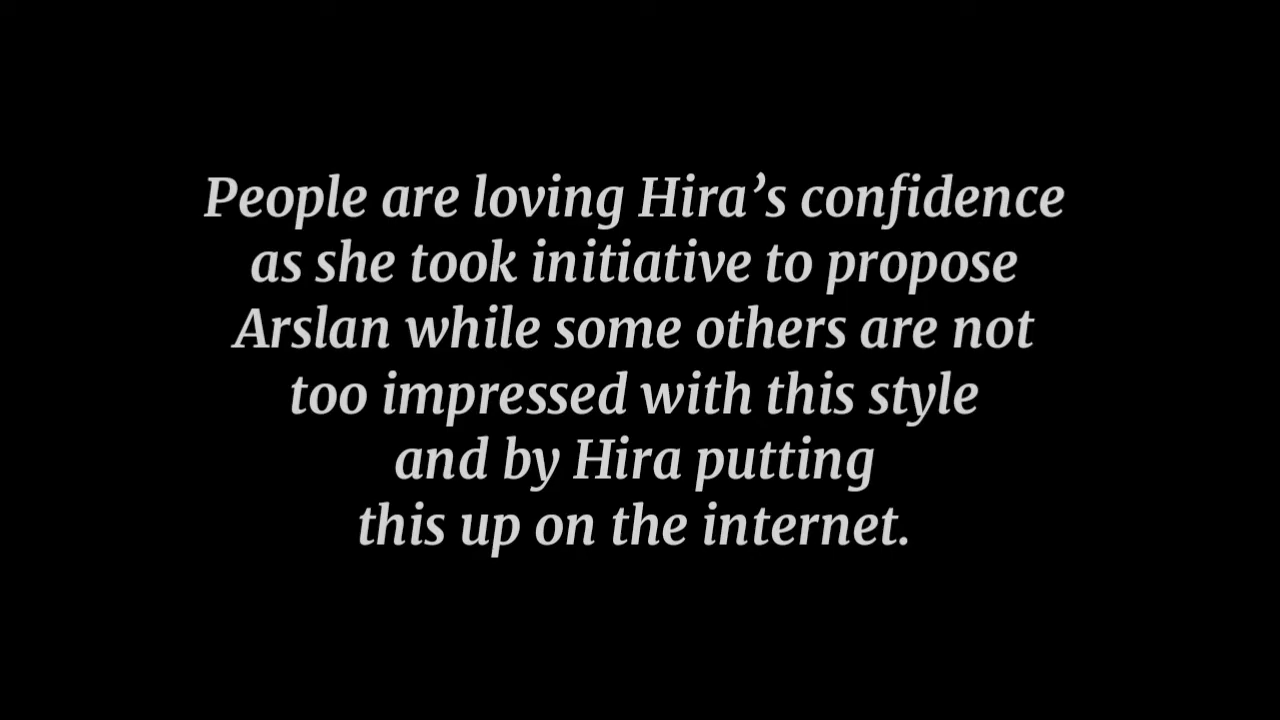 People are loving Hira’s confidence
as she took initiative to propose
Arslan while some others are not
too impressed with this style
and by Hira putting
this up on the internet.